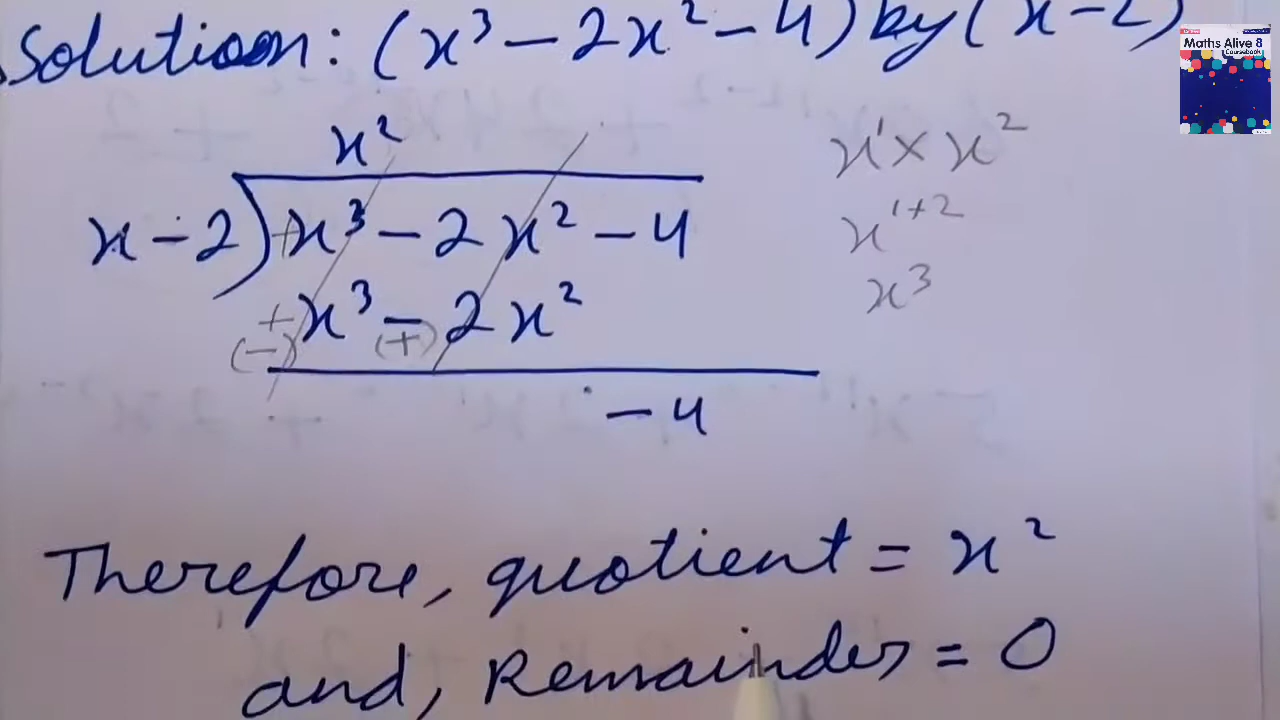 Solution: (x³ - 2x² - 4) by (x - 2)
Maths Alive 8
Coursebook
x²
x¹ × x²
x - 2 ) + x³ - 2x² - 4
x¹⁺²
+ x³ - 2x²
x³
(-) (+)
- 4
Therefore, quotient = x²
and, Remainder = 0